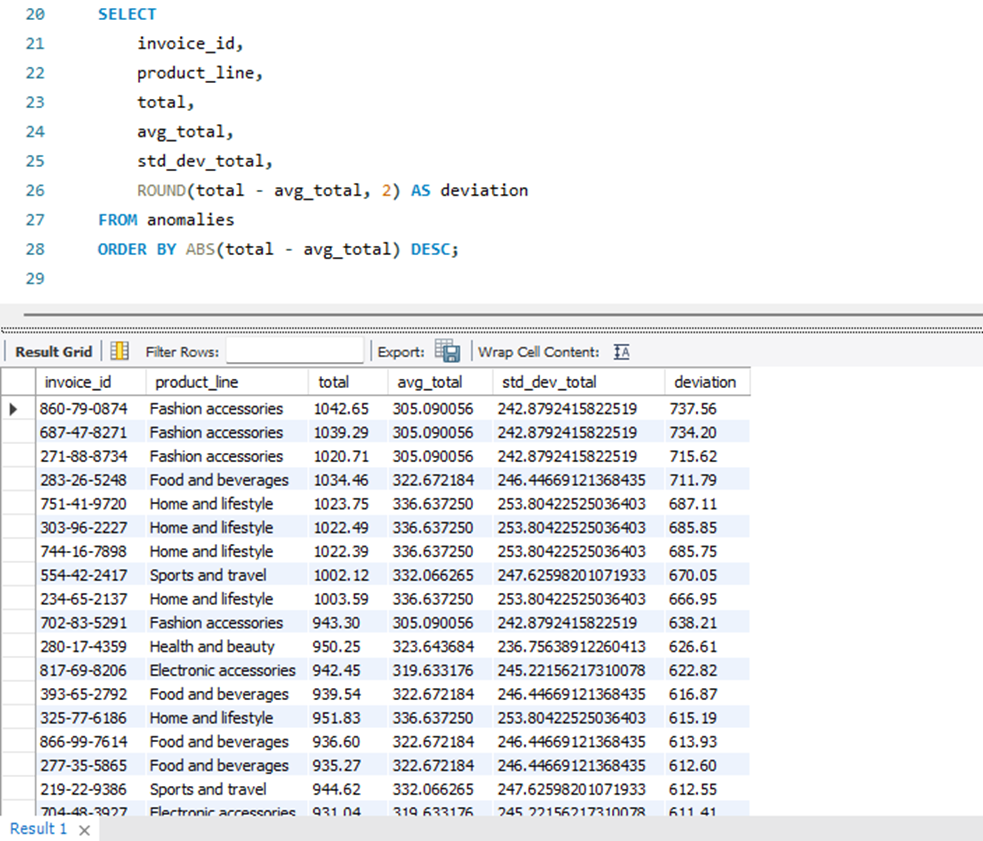 20 SELECT
21 invoice_id,
22 product_line,
23 total,
24 avg_total,
25 std_dev_total,
26 ROUND(total - avg_total, 2) AS deviation
27 FROM anomalies
28 ORDER BY ABS(total - avg_total) DESC;
29
Result Grid Filter Rows: Export: Wrap Cell Content: IA
invoice_id product_line total avg_total std_dev_total deviation
860-79-0874 Fashion accessories 1042.65 305.090056 242.8792415822519 737.56
687-47-8271 Fashion accessories 1039.29 305.090056 242.8792415822519 734.20
271-88-8734 Fashion accessories 1020.71 305.090056 242.8792415822519 715.62
283-26-5248 Food and beverages 1034.46 322.672184 246.44669121368435 711.79
751-41-9720 Home and lifestyle 1023.75 336.637250 253.80422525036403 687.11
303-96-2227 Home and lifestyle 1022.49 336.637250 253.80422525036403 685.85
744-16-7898 Home and lifestyle 1022.39 336.637250 253.80422525036403 685.75
554-42-2417 Sports and travel 1002.12 332.066265 247.62598201071933 670.05
234-65-2137 Home and lifestyle 1003.59 336.637250 253.80422525036403 666.95
702-83-5291 Fashion accessories 943.30 305.090056 242.8792415822519 638.21
280-17-4359 Health and beauty 950.25 323.643684 236.75638912260413 626.61
817-69-8206 Electronic accessories 942.45 319.633176 245.22156217310078 622.82
393-65-2792 Food and beverages 939.54 322.672184 246.44669121368435 616.87
325-77-6186 Home and lifestyle 951.83 336.637250 253.80422525036403 615.19
866-99-7614 Food and beverages 936.60 322.672184 246.44669121368435 613.93
277-35-5865 Food and beverages 935.27 322.672184 246.44669121368435 612.60
219-22-9386 Sports and travel 944.62 332.066265 247.62598201071933 612.55
704-48-3927 Electronic accessories 931.04 319.633176 245.22156217310078 611.41
Result 1